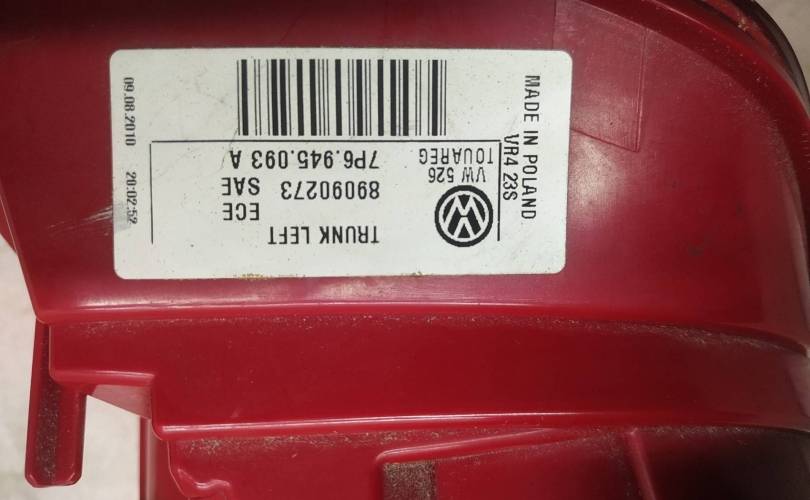 TRUNK LEFT
ECE
89090273 SAE
VW 526
TOUAREG
7P6.945.093 A
MADE IN POLAND
VR4 23S
09.08.2010 20:02:52